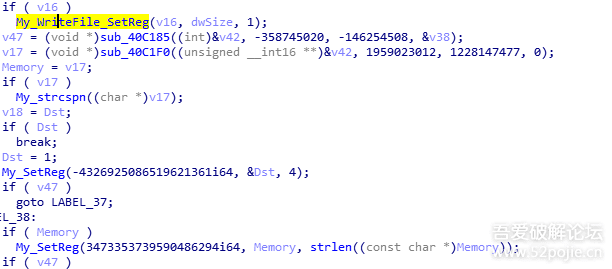 if ( v16 )
My_WriteFile_SetReg(v16, dwSize, 1);
v47 = (void *)sub_40C185((int)&v42, -358745020, -146254508, &v38);
v17 = (void *)sub_40C1F0((unsigned __int16 **)&v42, 1959023012, 1228147477, 0);
Memory = v17;
if ( v17 )
My_strcspn((char *)v17);
v18 = Dst;
if ( Dst )
break;
Dst = 1;
My_SetReg(-4326925086519621361i64, &Dst, 4);
if ( v47 )
goto LABEL_37;
EL_38:
if ( Memory )
My_SetReg(3473353739590486294i64, Memory, strlen((const char *)Memory));
if ( v47 )
吾爱破解论坛
www.52pojie.cn